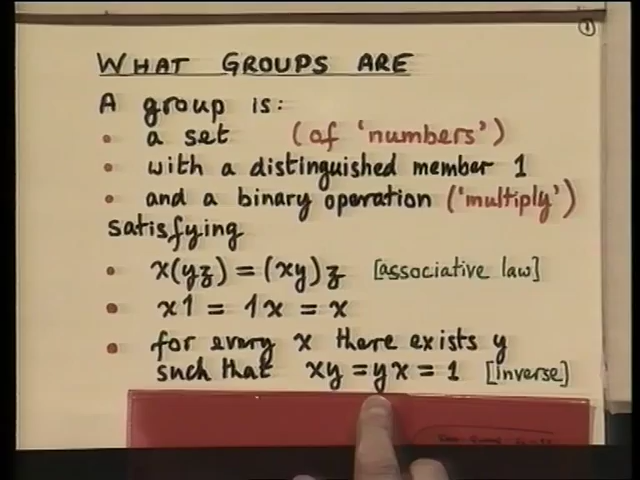 1
WHAT GROUPS ARE
A group is:
• a set (of 'numbers')
• with a distinguished member 1
• and a binary operation ('multiply')
satisfying
• x(yz) = (xy)z [associative law]
• x1 = 1x = x
• for every x there exists y
such that xy = yx = 1 [inverse]